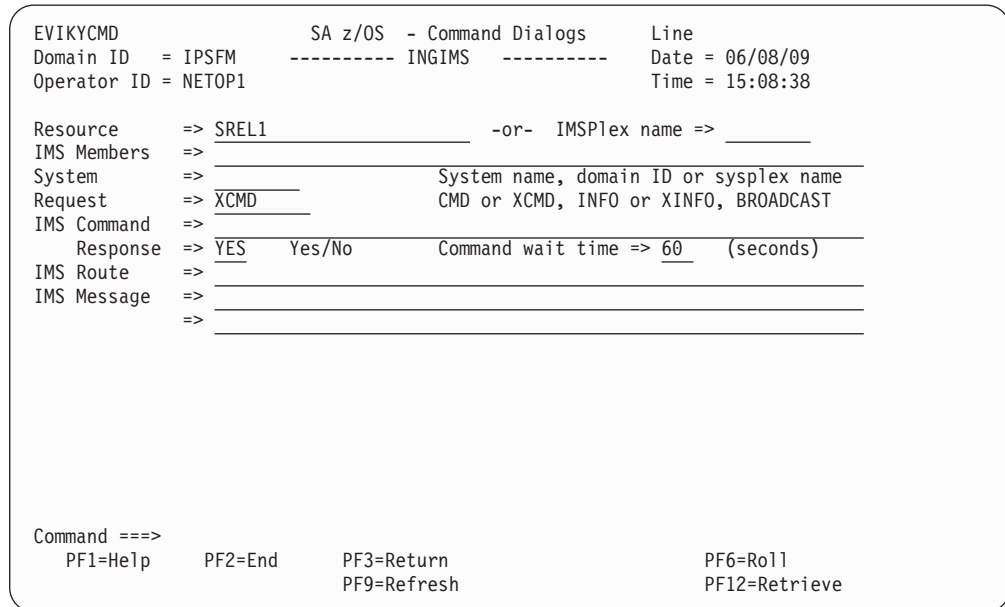 EVIKYCMD SA z/OS - Command Dialogs Line
Domain ID = IPSFM ---------- INGIMS ---------- Date = 06/08/09
Operator ID = NETOP1 Time = 15:08:38
Resource => SREL1 -or- IMSPlex name =>
IMS Members =>
System => System name, domain ID or sysplex name
Request => XCMD CMD or XCMD, INFO or XINFO, BROADCAST
IMS Command =>
Response => YES Yes/No Command wait time => 60 (seconds)
IMS Route =>
IMS Message =>
=>
Command ===>
PF1=Help PF2=End PF3=Return PF6=Roll
PF9=Refresh PF12=Retrieve